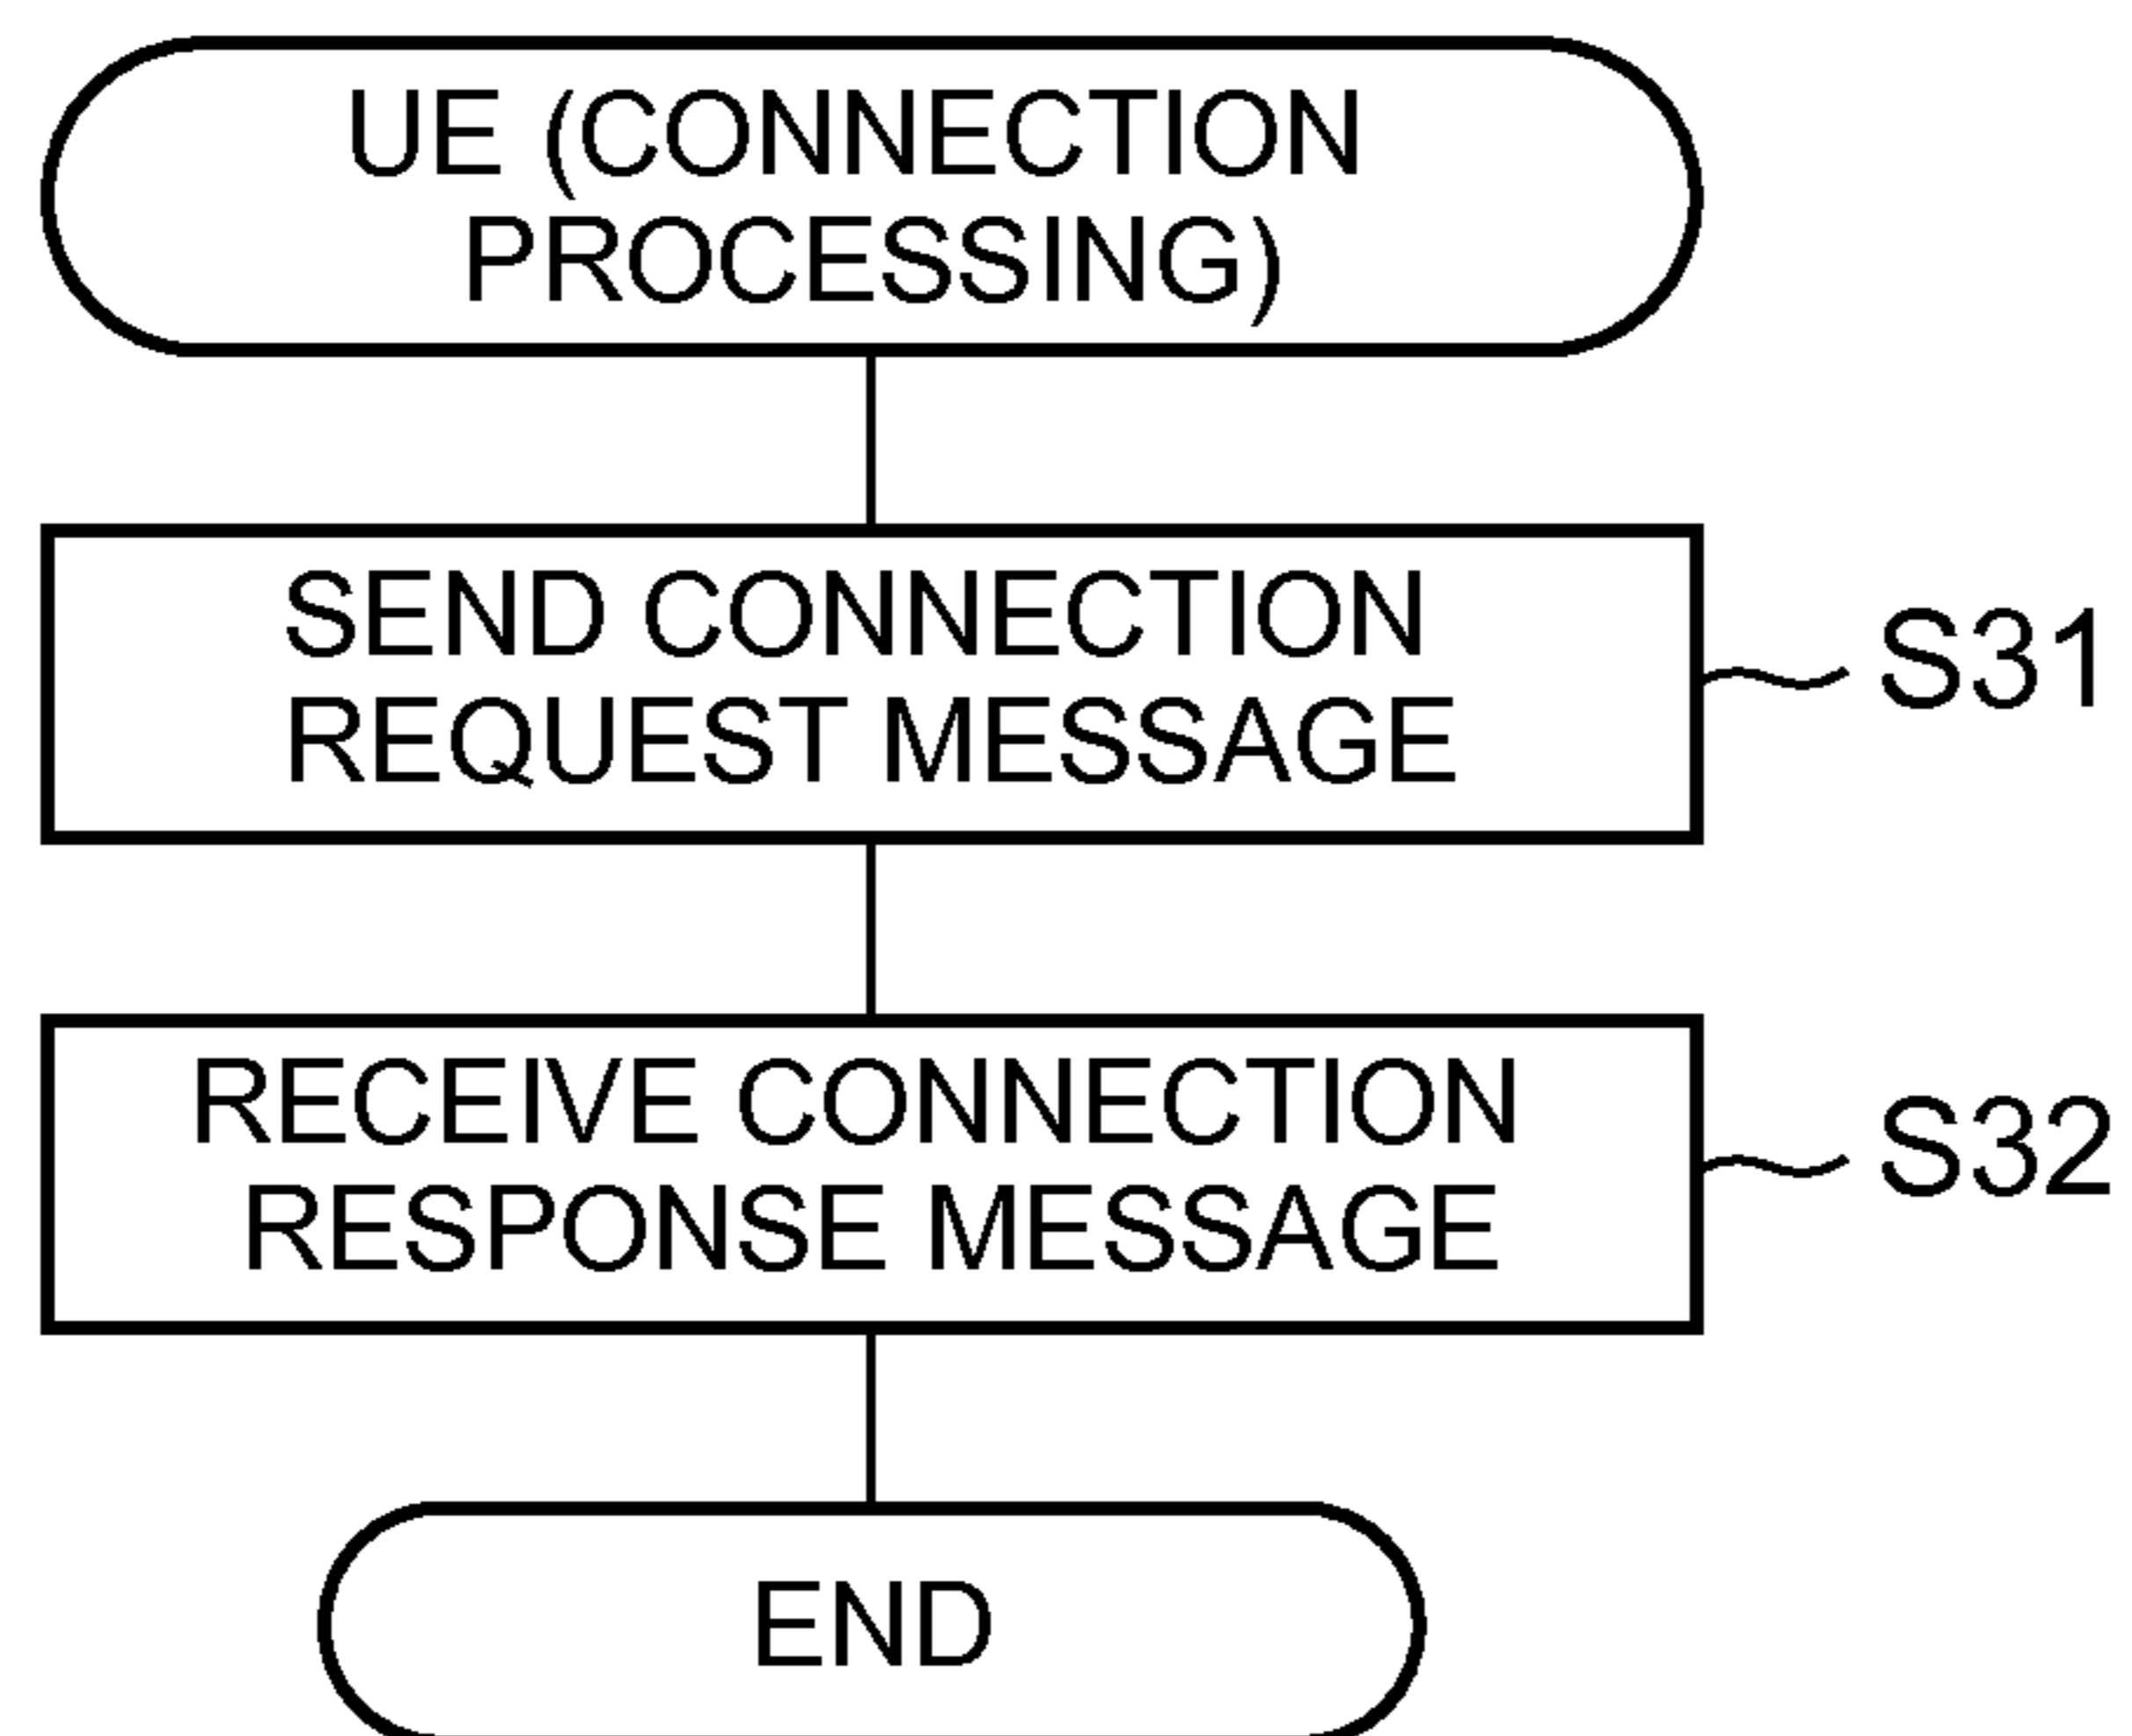 UE (CONNECTION
PROCESSING)
SEND CONNECTION
REQUEST MESSAGE
S31
RECEIVE CONNECTION
RESPONSE MESSAGE
S32
END